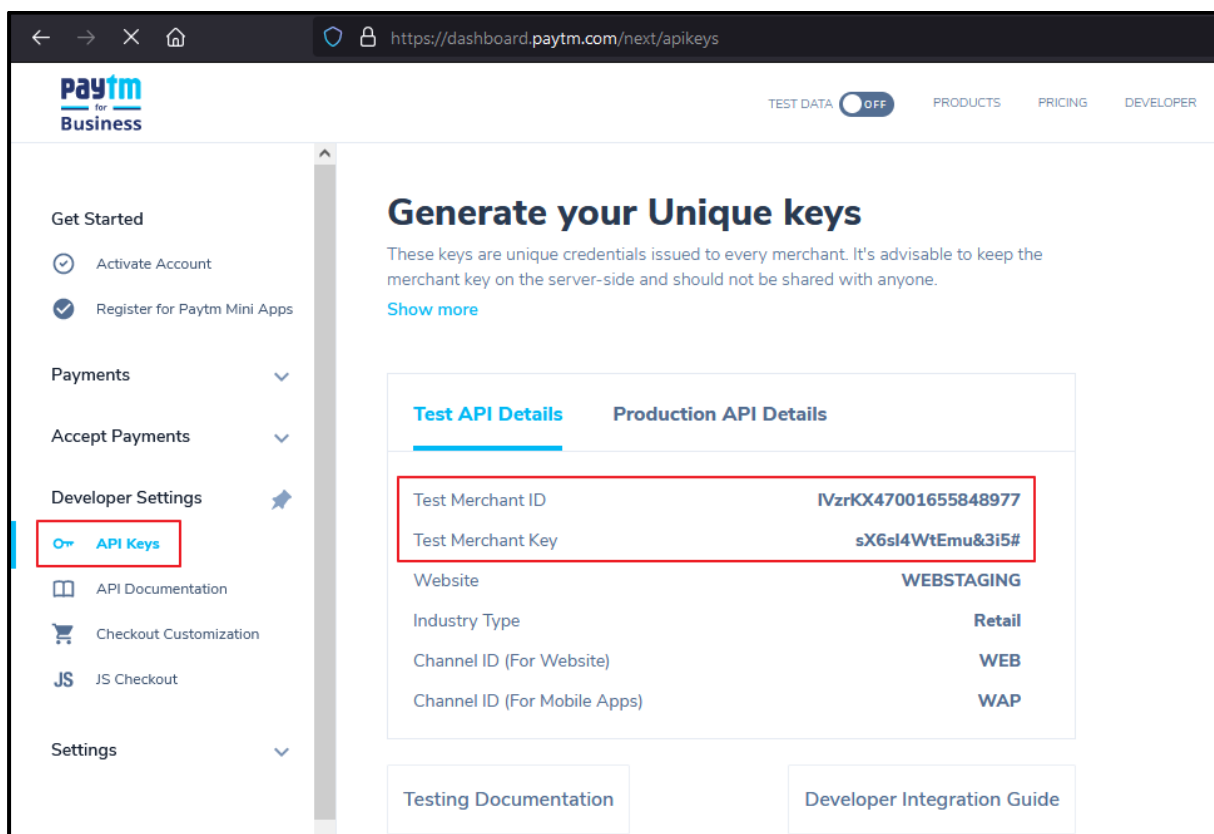 https://dashboard.paytm.com/next/apikeys
paytm
for
Business
TEST DATA OFF PRODUCTS PRICING DEVELOPER
Get Started
Activate Account
Register for Paytm Mini Apps
Payments
Accept Payments
Developer Settings
API Keys
API Documentation
Checkout Customization
JS JS Checkout
Settings
Generate your Unique keys
These keys are unique credentials issued to every merchant. It's advisable to keep the
merchant key on the server-side and should not be shared with anyone.
Show more
Test API Details Production API Details
Test Merchant ID IVzrKX47001655848977
Test Merchant Key sX6sI4WtEmu&3i5#
Website WEBSTAGING
Industry Type Retail
Channel ID (For Website) WEB
Channel ID (For Mobile Apps) WAP
Testing Documentation Developer Integration Guide